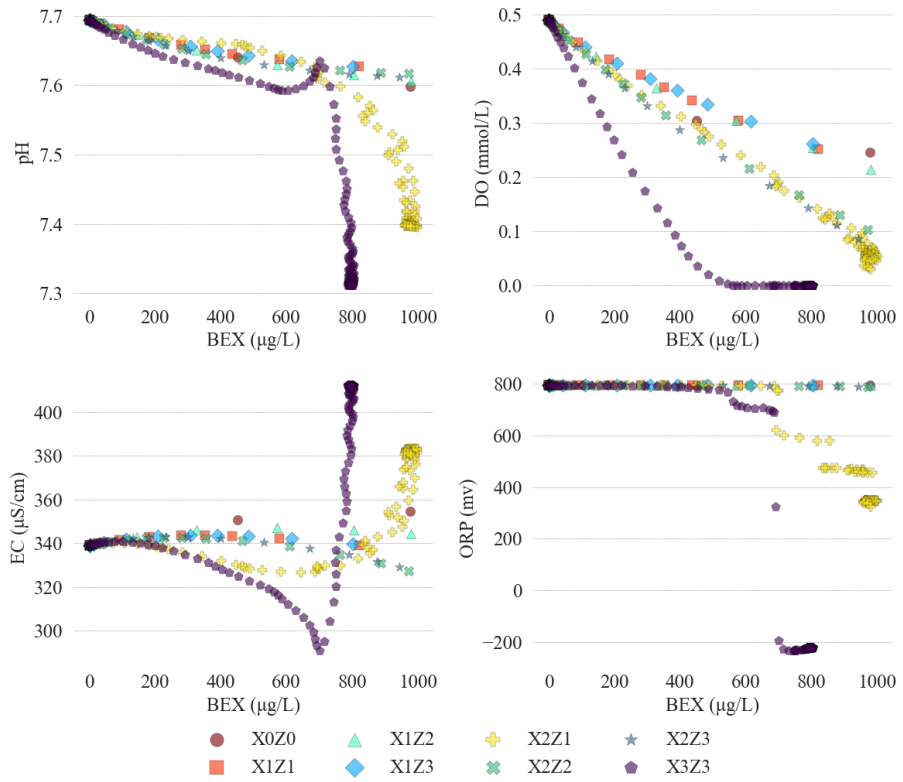 7.7
7.6
7.5
7.4
7.3
pH
0 200 400 600 800 1000
BEX (µg/L)
0.5
0.4
0.3
0.2
0.1
0.0
DO (mmol/L)
0 200 400 600 800 1000
BEX (µg/L)
400
380
360
340
320
300
EC (µS/cm)
0 200 400 600 800 1000
BEX (µg/L)
800
600
400
200
0
−200
ORP (mv)
0 200 400 600 800 1000
BEX (µg/L)
X0Z0 X1Z2 X2Z1 X2Z3
X1Z1 X1Z3 X2Z2 X3Z3